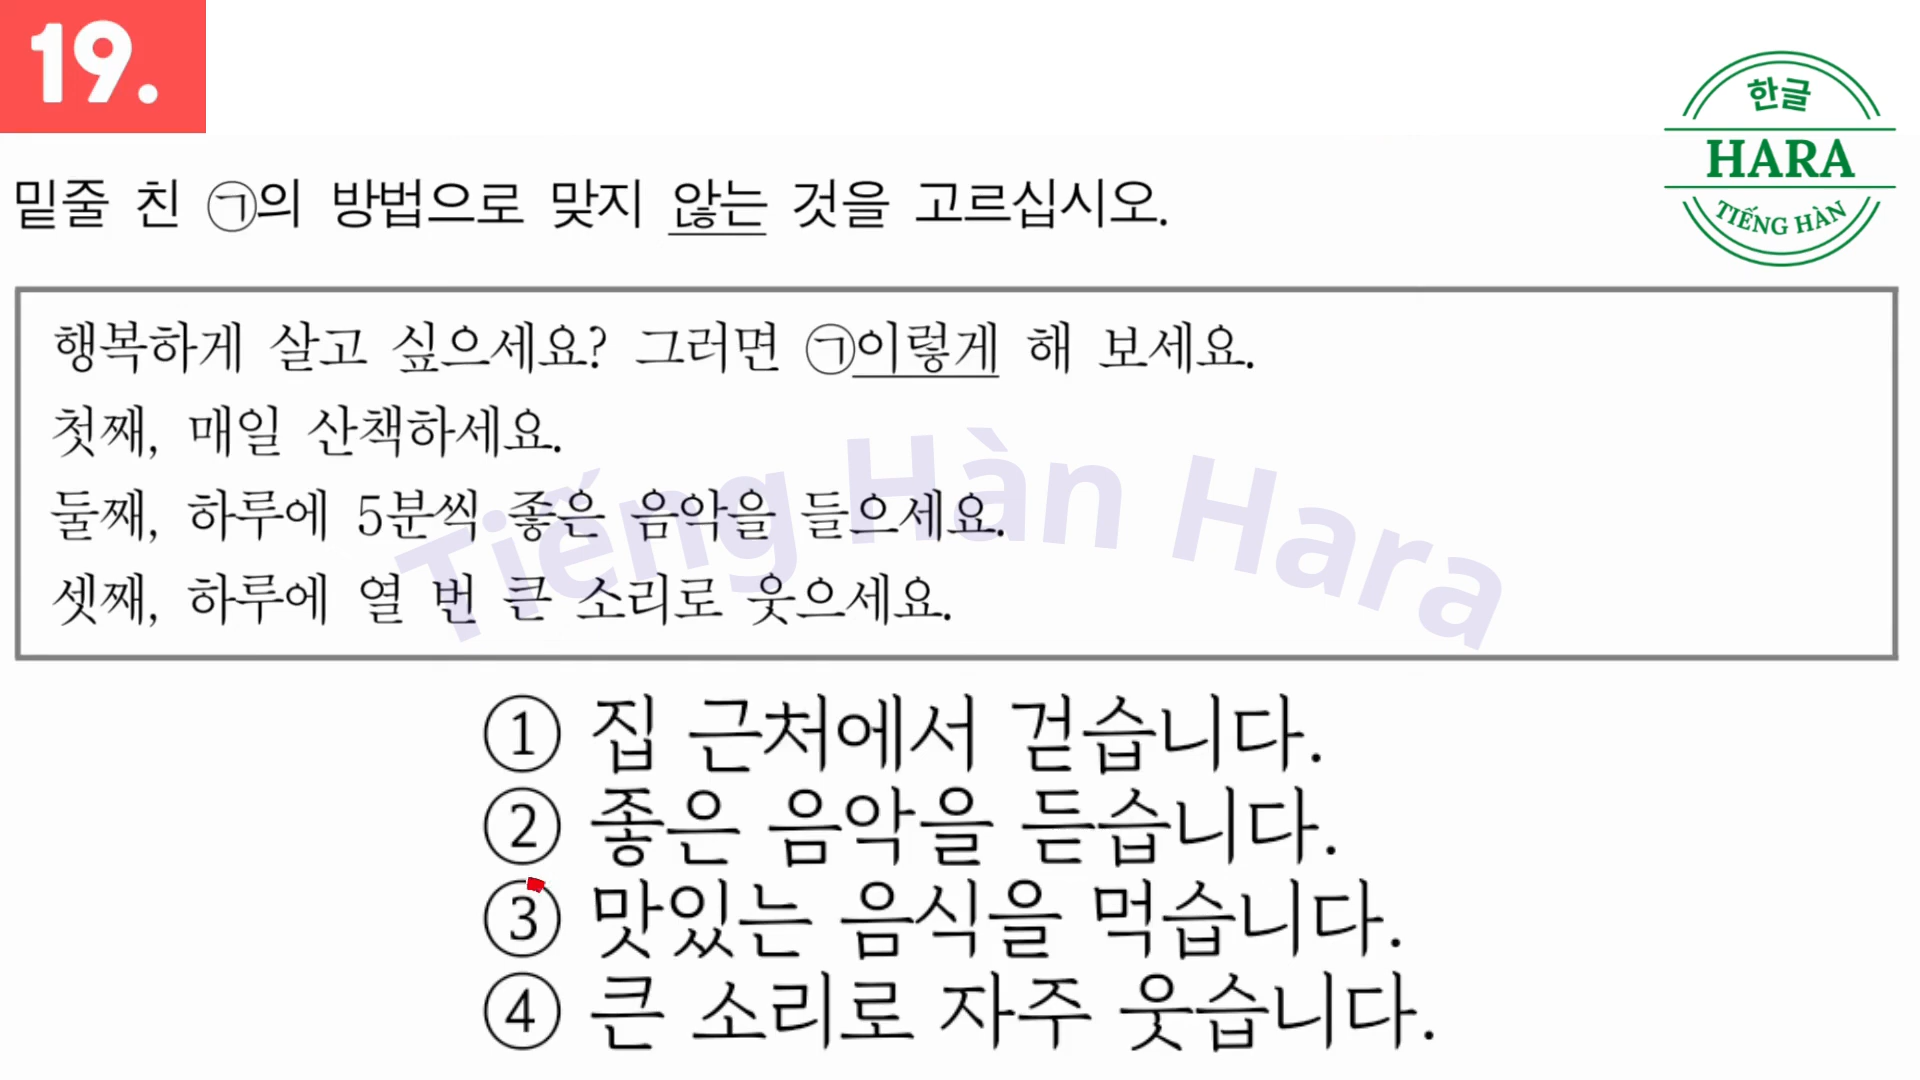 19.
한글
HARA
TIẾNG HÀN
밑줄 친 ㉠의 방법으로 맞지 않는 것을 고르십시오.
행복하게 살고 싶으세요? 그러면 ㉠이렇게 해 보세요.
첫째, 매일 산책하세요.
둘째, 하루에 5분씩 좋은 음악을 들으세요.
셋째, 하루에 열 번 큰 소리로 웃으세요.
Tiếng Hàn Hara
① 집 근처에서 걷습니다.
② 좋은 음악을 듣습니다.
③ 맛있는 음식을 먹습니다.
④ 큰 소리로 자주 웃습니다.